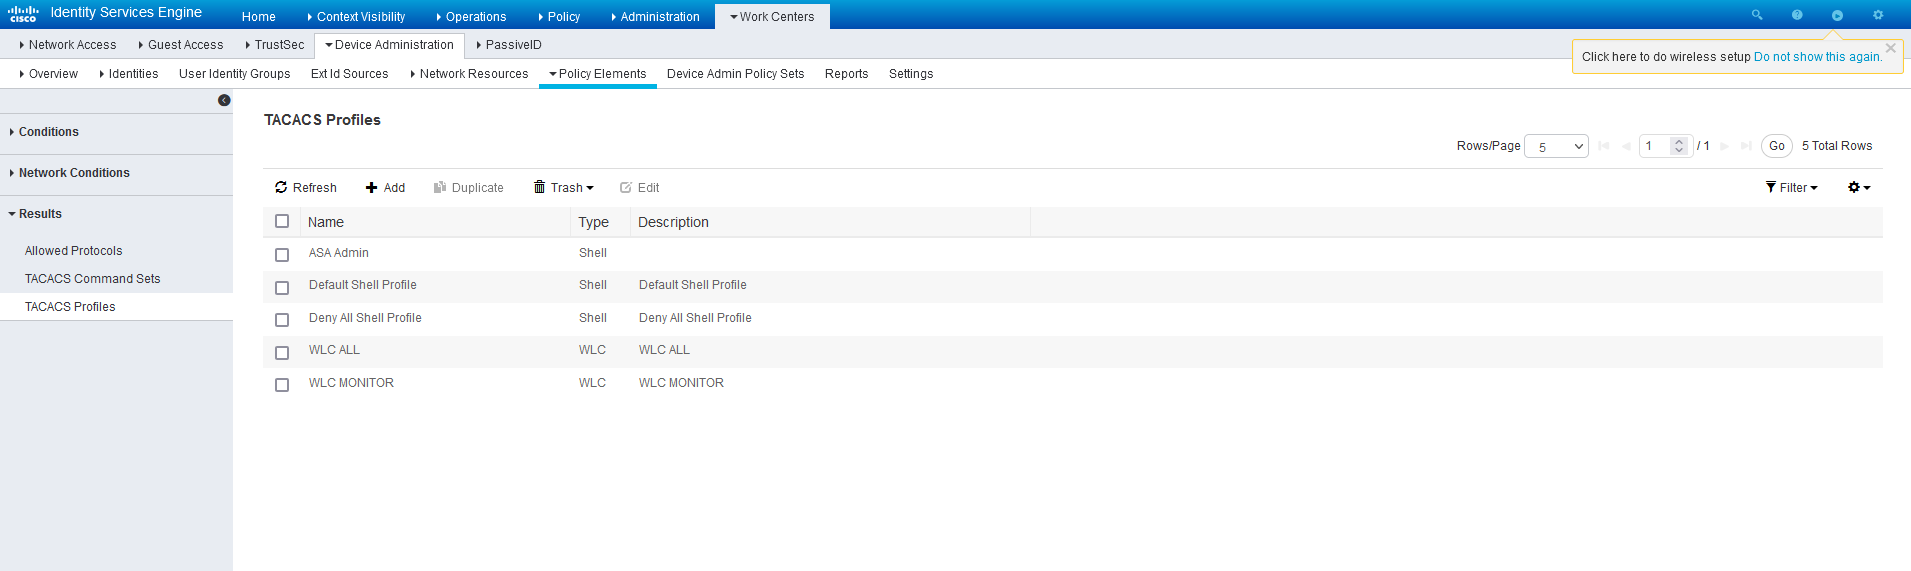 cisco Identity Services Engine Home Context Visibility Operations Policy Administration Work Centers
Network Access Guest Access TrustSec Device Administration PassiveID
Click here to do wireless setup Do not show this again.
Overview Identities User Identity Groups Ext Id Sources Network Resources Policy Elements Device Admin Policy Sets Reports Settings
Conditions
Network Conditions
Results
Allowed Protocols
TACACS Command Sets
TACACS Profiles
TACACS Profiles
Rows/Page 5 1 / 1 Go 5 Total Rows
Refresh Add Duplicate Trash Edit Filter
Name Type Description
ASA Admin Shell
Default Shell Profile Shell Default Shell Profile
Deny All Shell Profile Shell Deny All Shell Profile
WLC ALL WLC WLC ALL
WLC MONITOR WLC WLC MONITOR